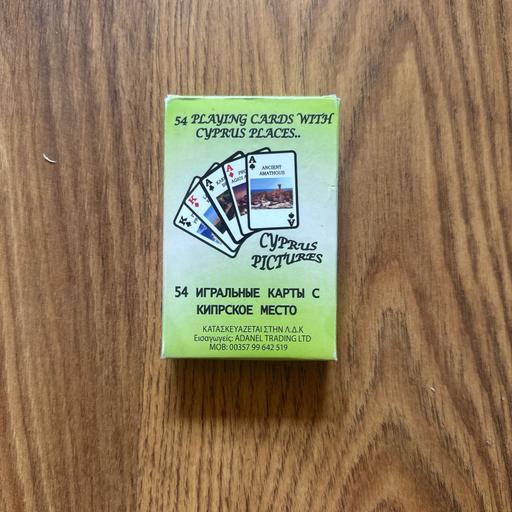 54 PLAYING CARDS WITH
CYPRUS PLACES..
A
ANCIENT
AMATHOUS
A
A
A
K
K
CYPRUS
PICTURES
54 ИГРАЛЬНЫЕ КАРТЫ С
КИПРСКОЕ МЕСТО
ΚΑΤΑΣΚΕΥΑΖΕΤΑΙ ΣΤΗΝ Λ.Δ.Κ
Εισαγωγείς: ADANEL TRADING LTD
MOB: 00357 99 642 519